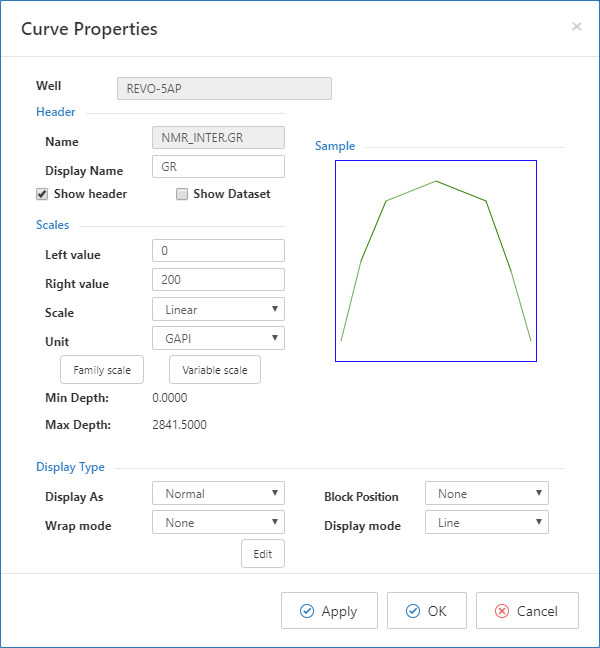 Curve Properties ×
Well REVO-5AP
Header
Name NMR_INTER.GR
Sample
Display Name GR
Show header Show Dataset
Scales
Left value 0
Right value 200
Scale Linear
Unit GAPI
Family scale Variable scale
Min Depth: 0.0000
Max Depth: 2841.5000
Display Type
Display As Normal Block Position None
Wrap mode None Display mode Line
Edit
Apply OK Cancel